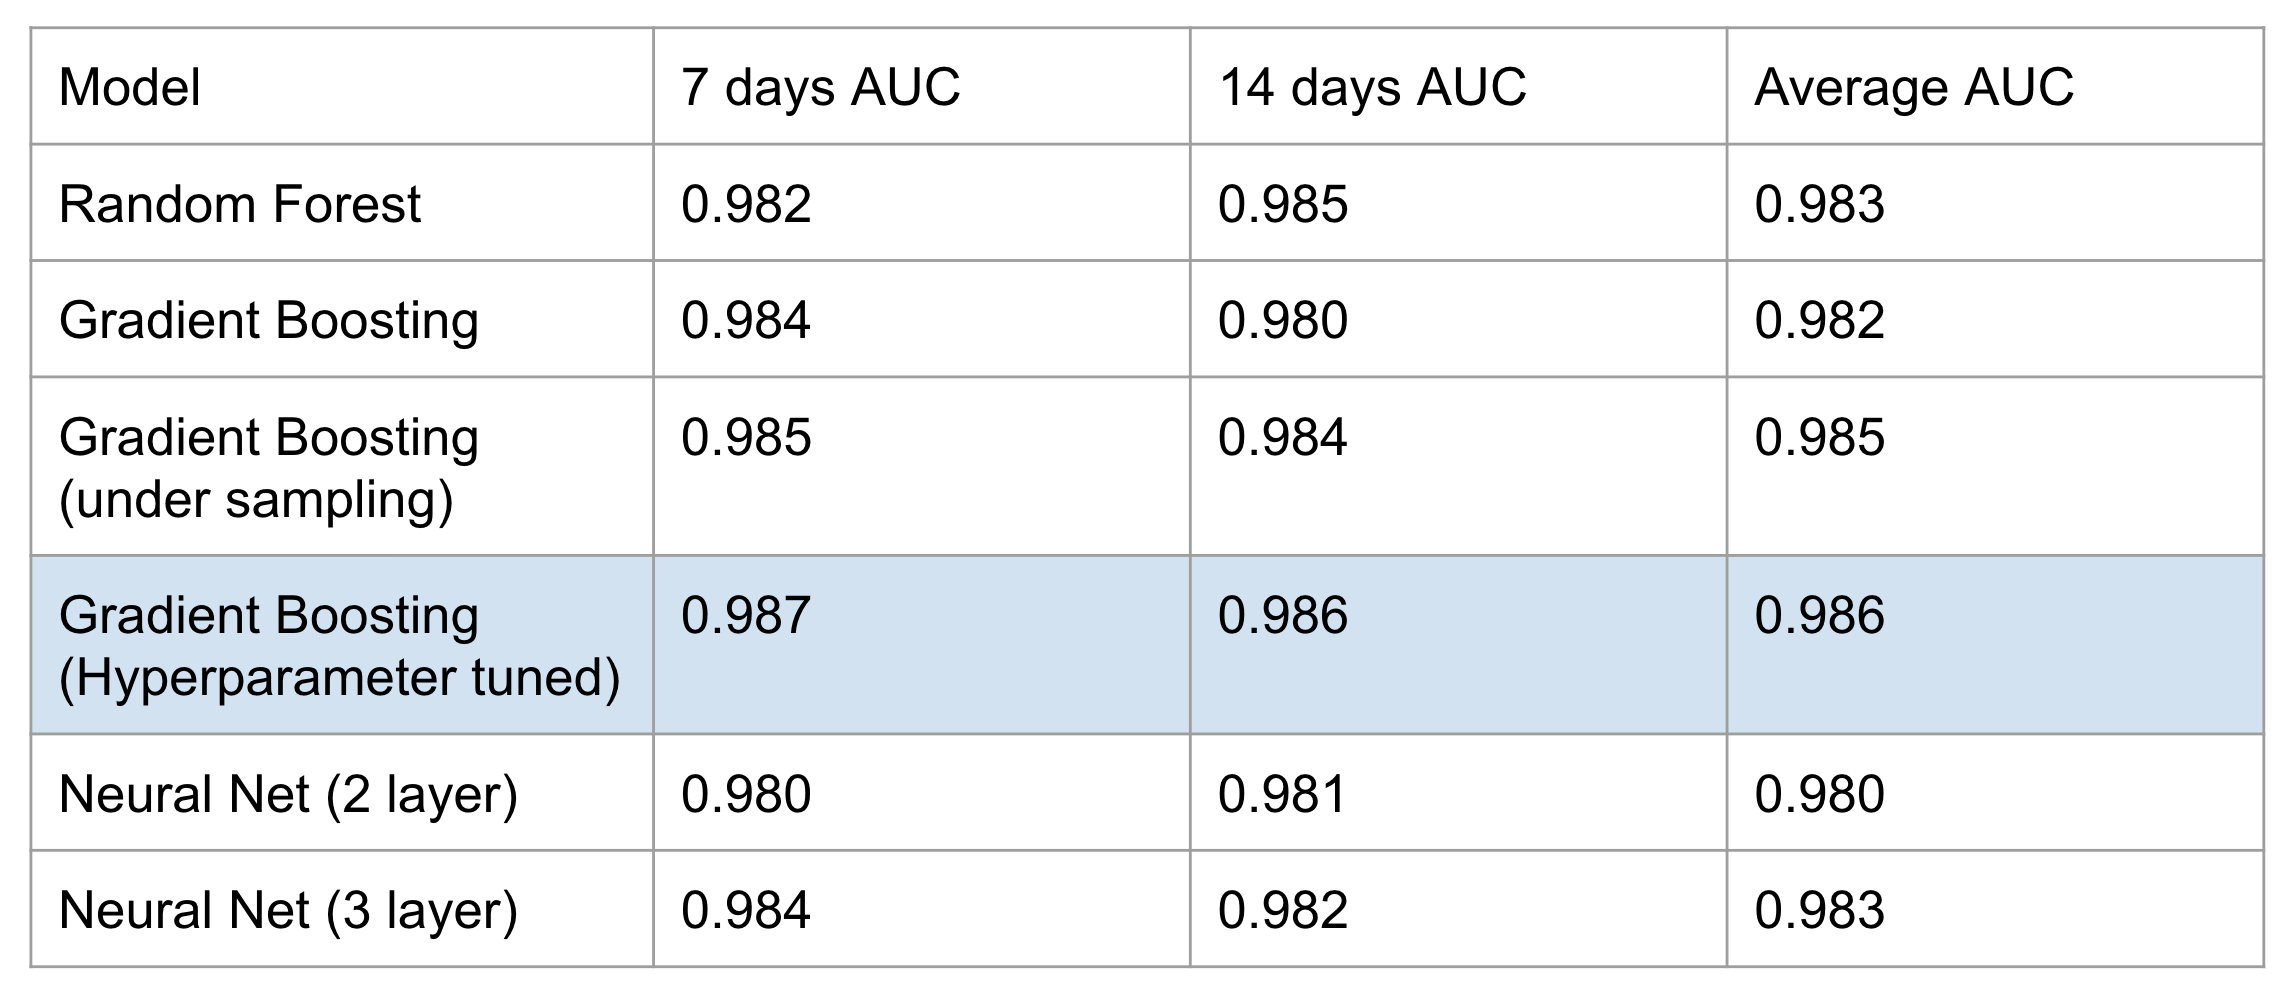 Model 7 days AUC 14 days AUC Average AUC
Random Forest 0.982 0.985 0.983
Gradient Boosting 0.984 0.980 0.982
Gradient Boosting 0.985 0.984 0.985
(under sampling)
Gradient Boosting 0.987 0.986 0.986
(Hyperparameter tuned)
Neural Net (2 layer) 0.980 0.981 0.980
Neural Net (3 layer) 0.984 0.982 0.983